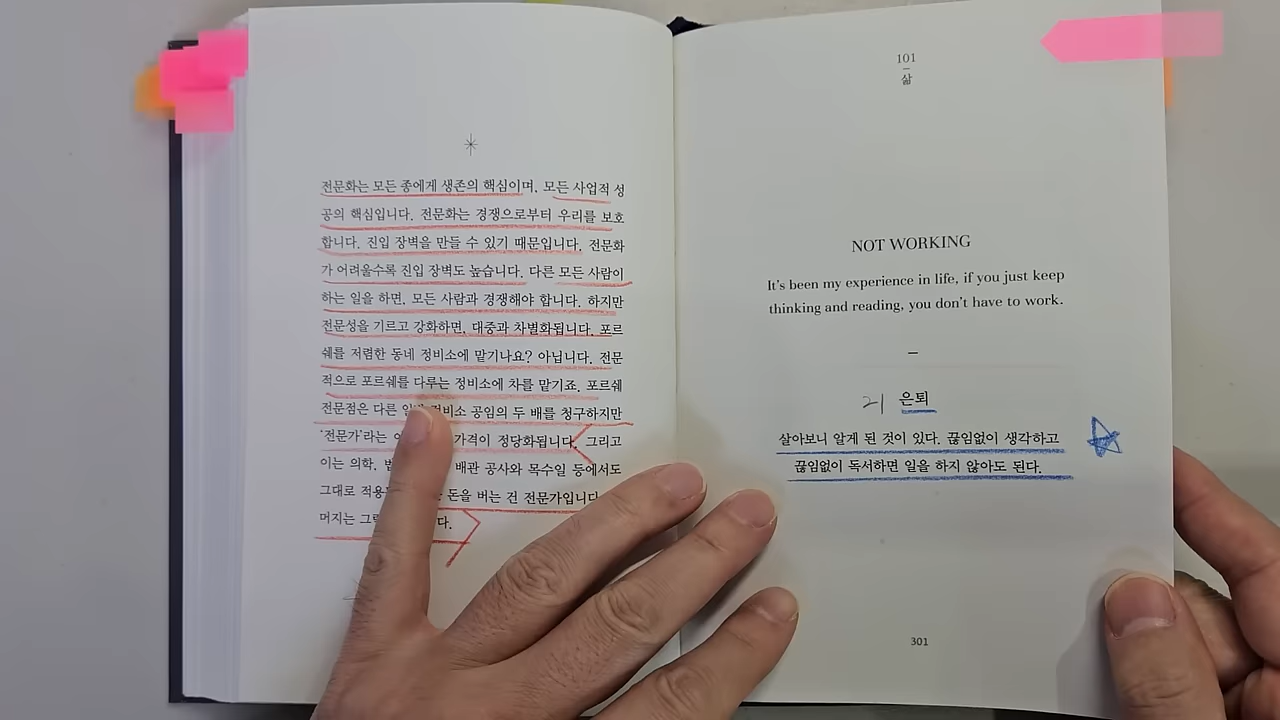 전문화는 모든 종에게 생존의 핵심이며, 모든 사업적 성
공의 핵심입니다. 전문화는 경쟁으로부터 우리를 보호
합니다. 진입 장벽을 만들 수 있기 때문입니다. 전문화
가 어려울수록 진입 장벽도 높습니다. 다른 모든 사람이
하는 일을 하면, 모든 사람과 경쟁해야 합니다. 하지만
전문성을 기르고 강화하면, 대중과 차별화됩니다. 포르
쉐를 저렴한 동네 정비소에 맡기나요? 아닙니다. 전문
적으로 포르쉐를 다루는 정비소에 차를 맡기죠. 포르쉐
전문점은 다른 정비소 공임의 두 배를 청구하지만
'전문가'라는 가격이 정당화됩니다. 그리고
이는 의학, 배관 공사와 목수일 등에서도
그대로 돈을 버는 건 전문가입니다.
머지는 다.
101
삶
NOT WORKING
It's been my experience in life, if you just keep
thinking and reading, you don't have to work.
—
은퇴
살아보니 알게 된 것이 있다. 끊임없이 생각하고
끊임없이 독서하면 일을 하지 않아도 된다.
301